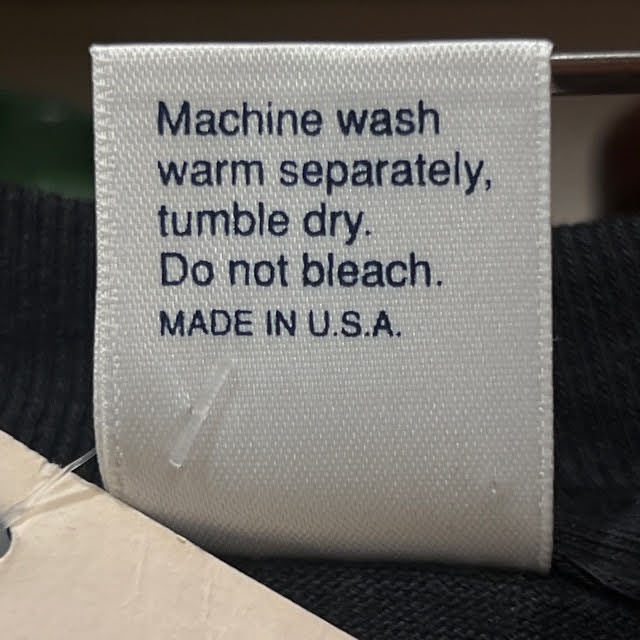 Machine wash
warm separately,
tumble dry.
Do not bleach.
MADE IN U.S.A.